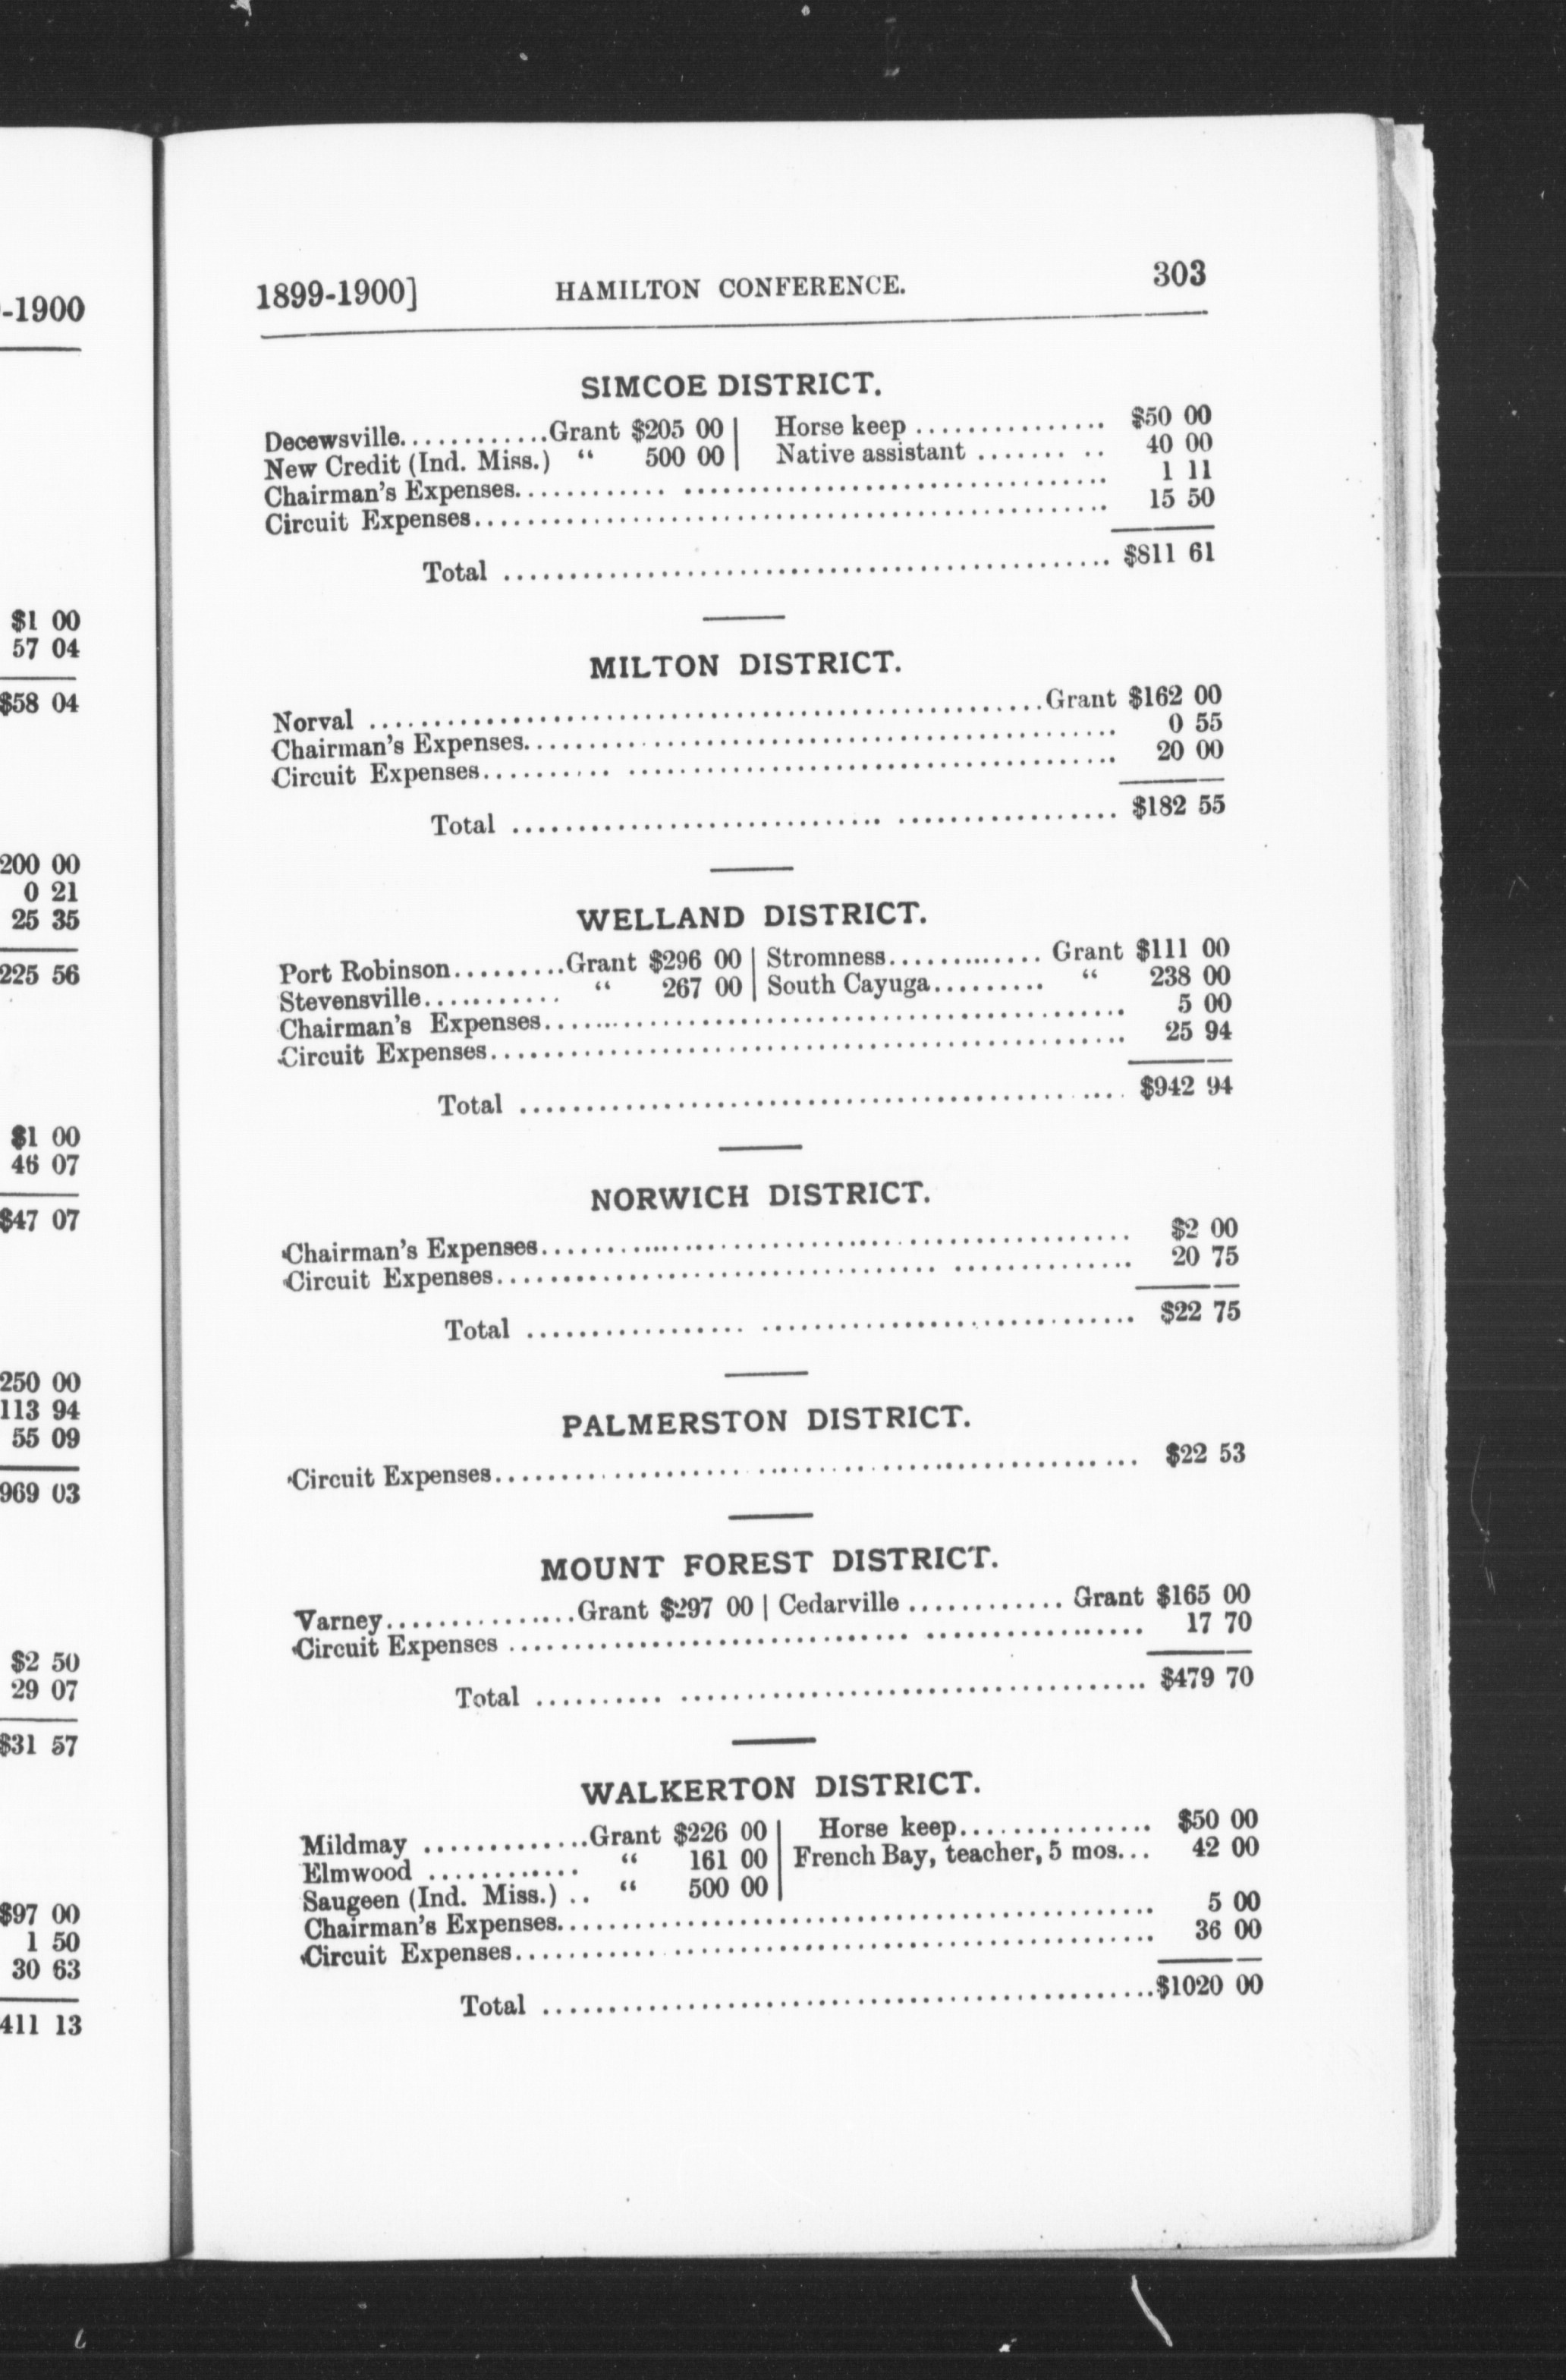 -1900
$1 00
57 04
$58 04
200 00
0 21
25 35
225 56
$1 00
46 07
$47 07
250 00
113 94
55 09
969 03
$2 50
29 07
$31 57
$97 00
1 50
30 63
411 13
1899-1900] HAMILTON CONFERENCE. 303
SIMCOE DISTRICT.
Decewsville............Grant $205 00 | Horse keep ............... $50 00
New Credit (Ind. Miss.) “ 500 00 | Native assistant ....... .. 40 00
Chairman's Expenses............ ................................ 1 11
Circuit Expenses................................................ 15 50
Total ............................................... $811 61
MILTON DISTRICT.
Norval ....................................................Grant $162 00
Chairman's Expenses............................................. 0 55
Circuit Expenses.......... ..................................... 20 00
Total ............................ ................. $182 55
WELLAND DISTRICT.
Port Robinson.........Grant $296 00 | Stromness............ Grant $111 00
Stevensville........... “ 267 00 | South Cayuga......... “ 238 00
Chairman's Expenses............................................. 5 00
Circuit Expenses................................................ 25 94
Total ............................................... $942 94
NORWICH DISTRICT.
Chairman's Expenses............................................. $2 00
Circuit Expenses.................................. .............. 20 75
Total ................. ............................. $22 75
PALMERSTON DISTRICT.
Circuit Expenses................................................ $22 53
MOUNT FOREST DISTRICT.
Varney...............Grant $297 00 | Cedarville ............ Grant $165 00
Circuit Expenses ............................... ................. 17 70
Total .......... .................................... $479 70
WALKERTON DISTRICT.
Mildmay .............Grant $226 00 | Horse keep............... $50 00
Elmwood ............ “ 161 00 | French Bay, teacher, 5 mos... 42 00
Saugeen (Ind. Miss.) .. “ 500 00 |
Chairman's Expenses.............................................. 5 00
Circuit Expenses................................................. 36 00
Total ...............................................$1020 00